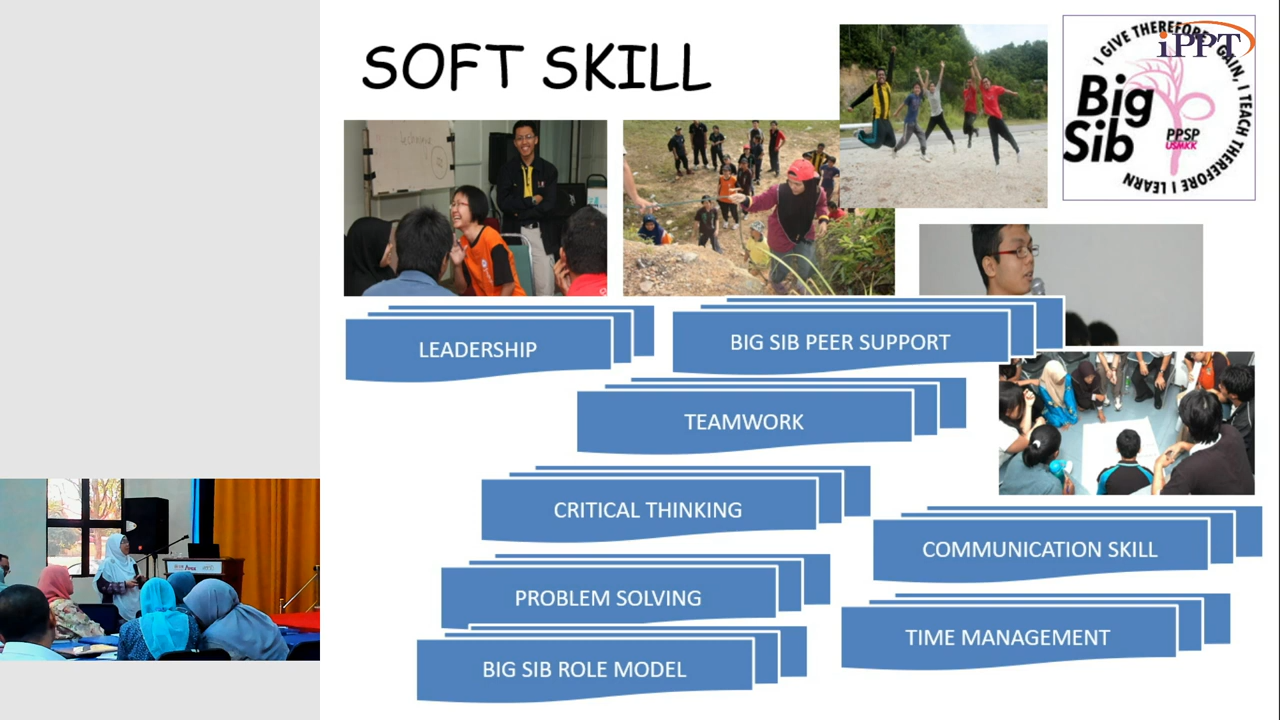 SOFT SKILL
I GIVE THEREFORE I GAIN, I TEACH THEREFORE I LEARN
iPPT
Big
Sib
PPSP
USMKK
LEADERSHIP
BIG SIB PEER SUPPORT
TEAMWORK
CRITICAL THINKING
COMMUNICATION SKILL
PROBLEM SOLVING
TIME MANAGEMENT
BIG SIB ROLE MODEL